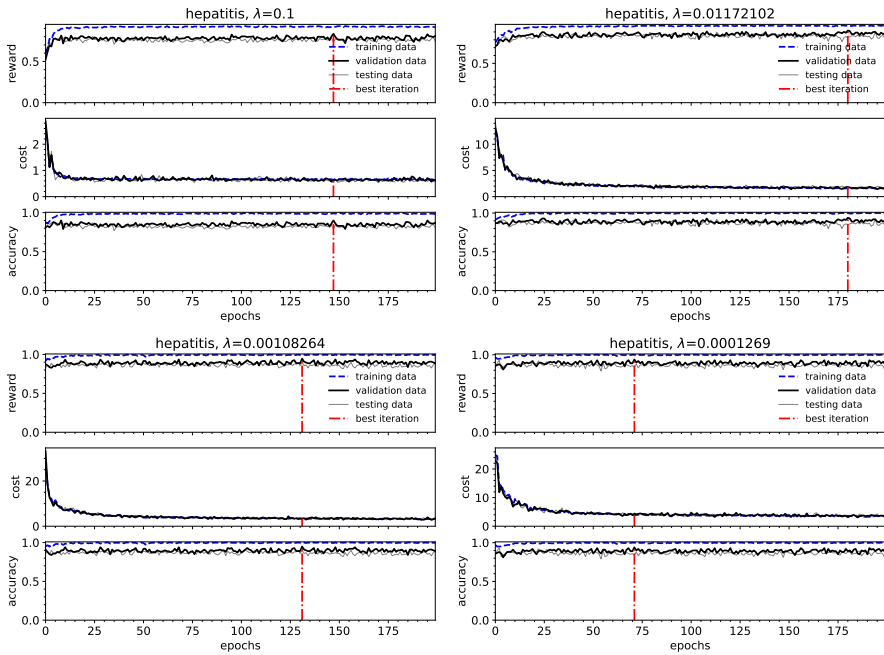 hepatitis, λ=0.1
reward
0.5
0.0
training data
validation data
testing data
best iteration
cost
2
1
0
accuracy
1.0
0.5
0.0
0 25 50 75 100 125 150 175
epochs
hepatitis, λ=0.01172102
reward
0.5
0.0
training data
validation data
testing data
best iteration
cost
10
5
0
accuracy
1.0
0.5
0.0
0 25 50 75 100 125 150 175
epochs
hepatitis, λ=0.00108264
reward
1.0
0.5
0.0
training data
validation data
testing data
best iteration
cost
20
0
accuracy
1.0
0.5
0.0
0 25 50 75 100 125 150 175
epochs
hepatitis, λ=0.0001269
reward
1.0
0.5
0.0
training data
validation data
testing data
best iteration
cost
20
10
0
accuracy
1.0
0.5
0.0
0 25 50 75 100 125 150 175
epochs